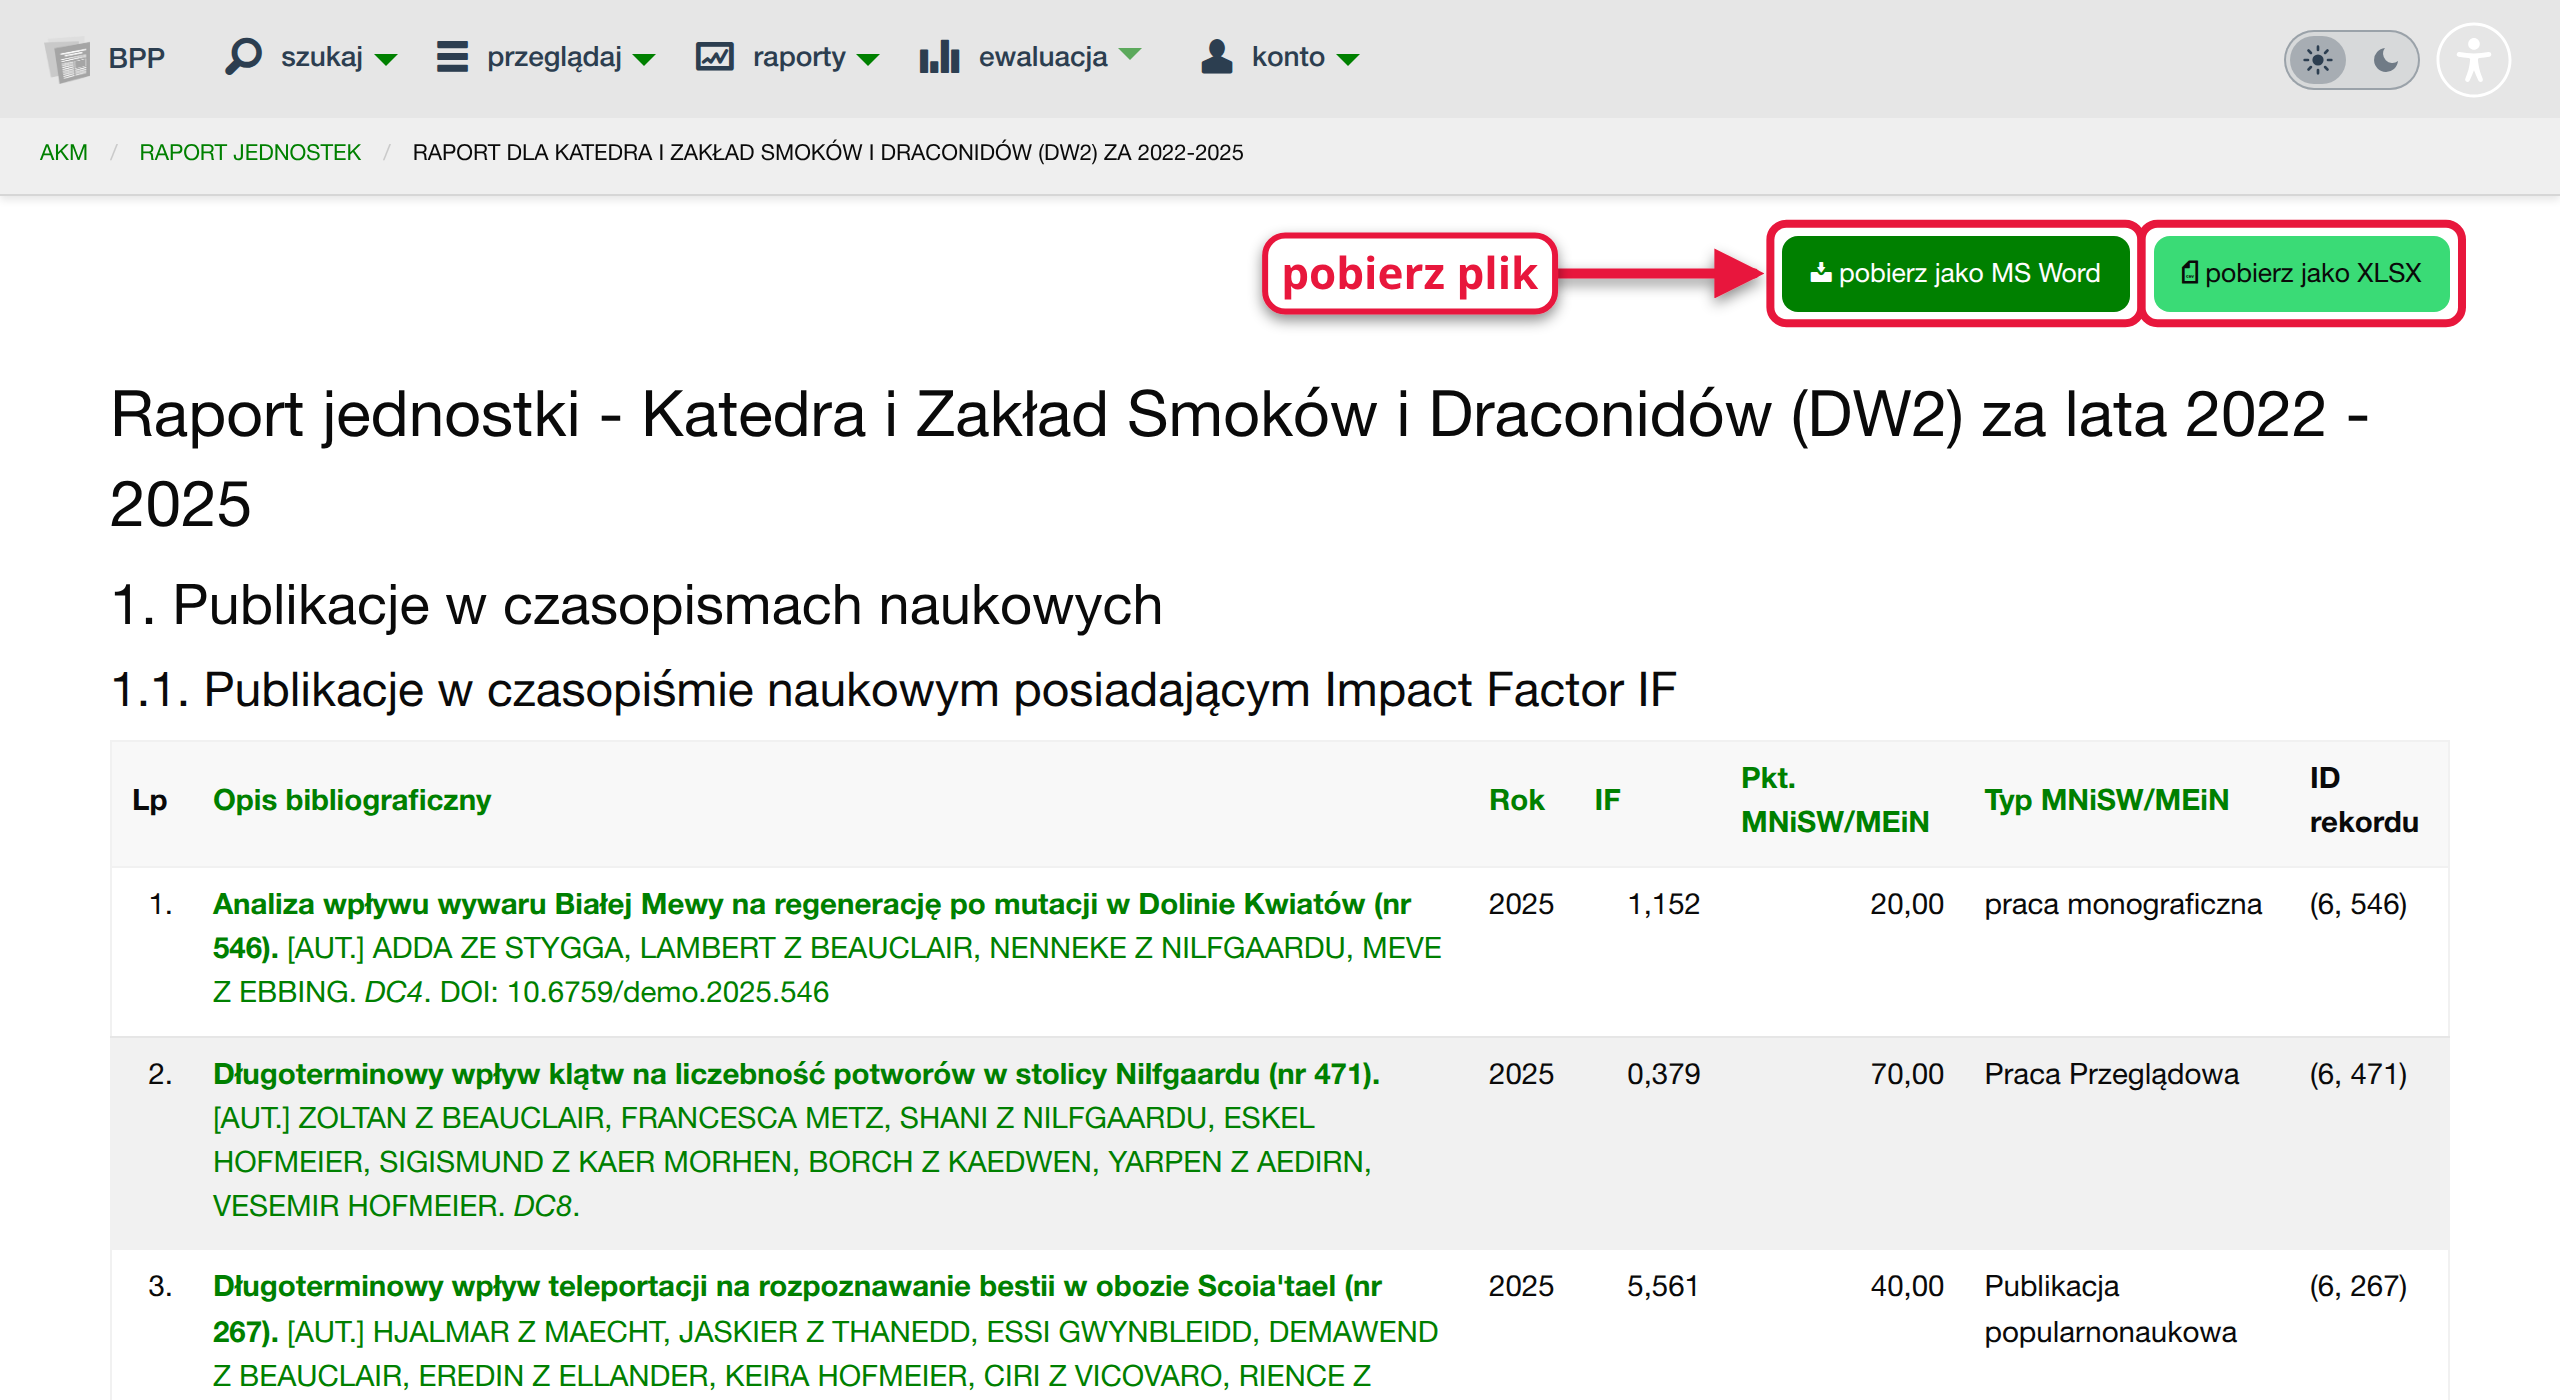 BPP szukaj przeglądaj raporty ewaluacja konto
AKM / RAPORT JEDNOSTEK / RAPORT DLA KATEDRA I ZAKŁAD SMOKÓW I DRACONIDÓW (DW2) ZA 2022-2025
pobierz plik pobierz jako MS Word pobierz jako XLSX
Raport jednostki - Katedra i Zakład Smoków i Draconidów (DW2) za lata 2022 -
2025
1. Publikacje w czasopismach naukowych
1.1. Publikacje w czasopiśmie naukowym posiadającym Impact Factor IF
Lp Opis bibliograficzny Rok IF Pkt. MNiSW/MEiN Typ MNiSW/MEiN ID rekordu
1. Analiza wpływu wywaru Białej Mewy na regenerację po mutacji w Dolinie Kwiatów (nr 2025 1,152 20,00 praca monograficzna (6, 546)
546). [AUT.] ADDA ZE STYGGA, LAMBERT Z BEAUCLAIR, NENNEKE Z NILFGAARDU, MEVE
Z EBBING. DC4. DOI: 10.6759/demo.2025.546
2. Długoterminowy wpływ klątw na liczebność potworów w stolicy Nilfgaardu (nr 471). 2025 0,379 70,00 Praca Przeglądowa (6, 471)
[AUT.] ZOLTAN Z BEAUCLAIR, FRANCESCA METZ, SHANI Z NILFGAARDU, ESKEL
HOFMEIER, SIGISMUND Z KAER MORHEN, BORCH Z KAEDWEN, YARPEN Z AEDIRN,
VESEMIR HOFMEIER. DC8.
3. Długoterminowy wpływ teleportacji na rozpoznawanie bestii w obozie Scoia'tael (nr 2025 5,561 40,00 Publikacja (6, 267)
267). [AUT.] HJALMAR Z MAECHT, JASKIER Z THANEDD, ESSI GWYNBLEIDD, DEMAWEND popularnonaukowa
Z BEAUCLAIR, EREDIN Z ELLANDER, KEIRA HOFMEIER, CIRI Z VICOVARO, RIENCE Z